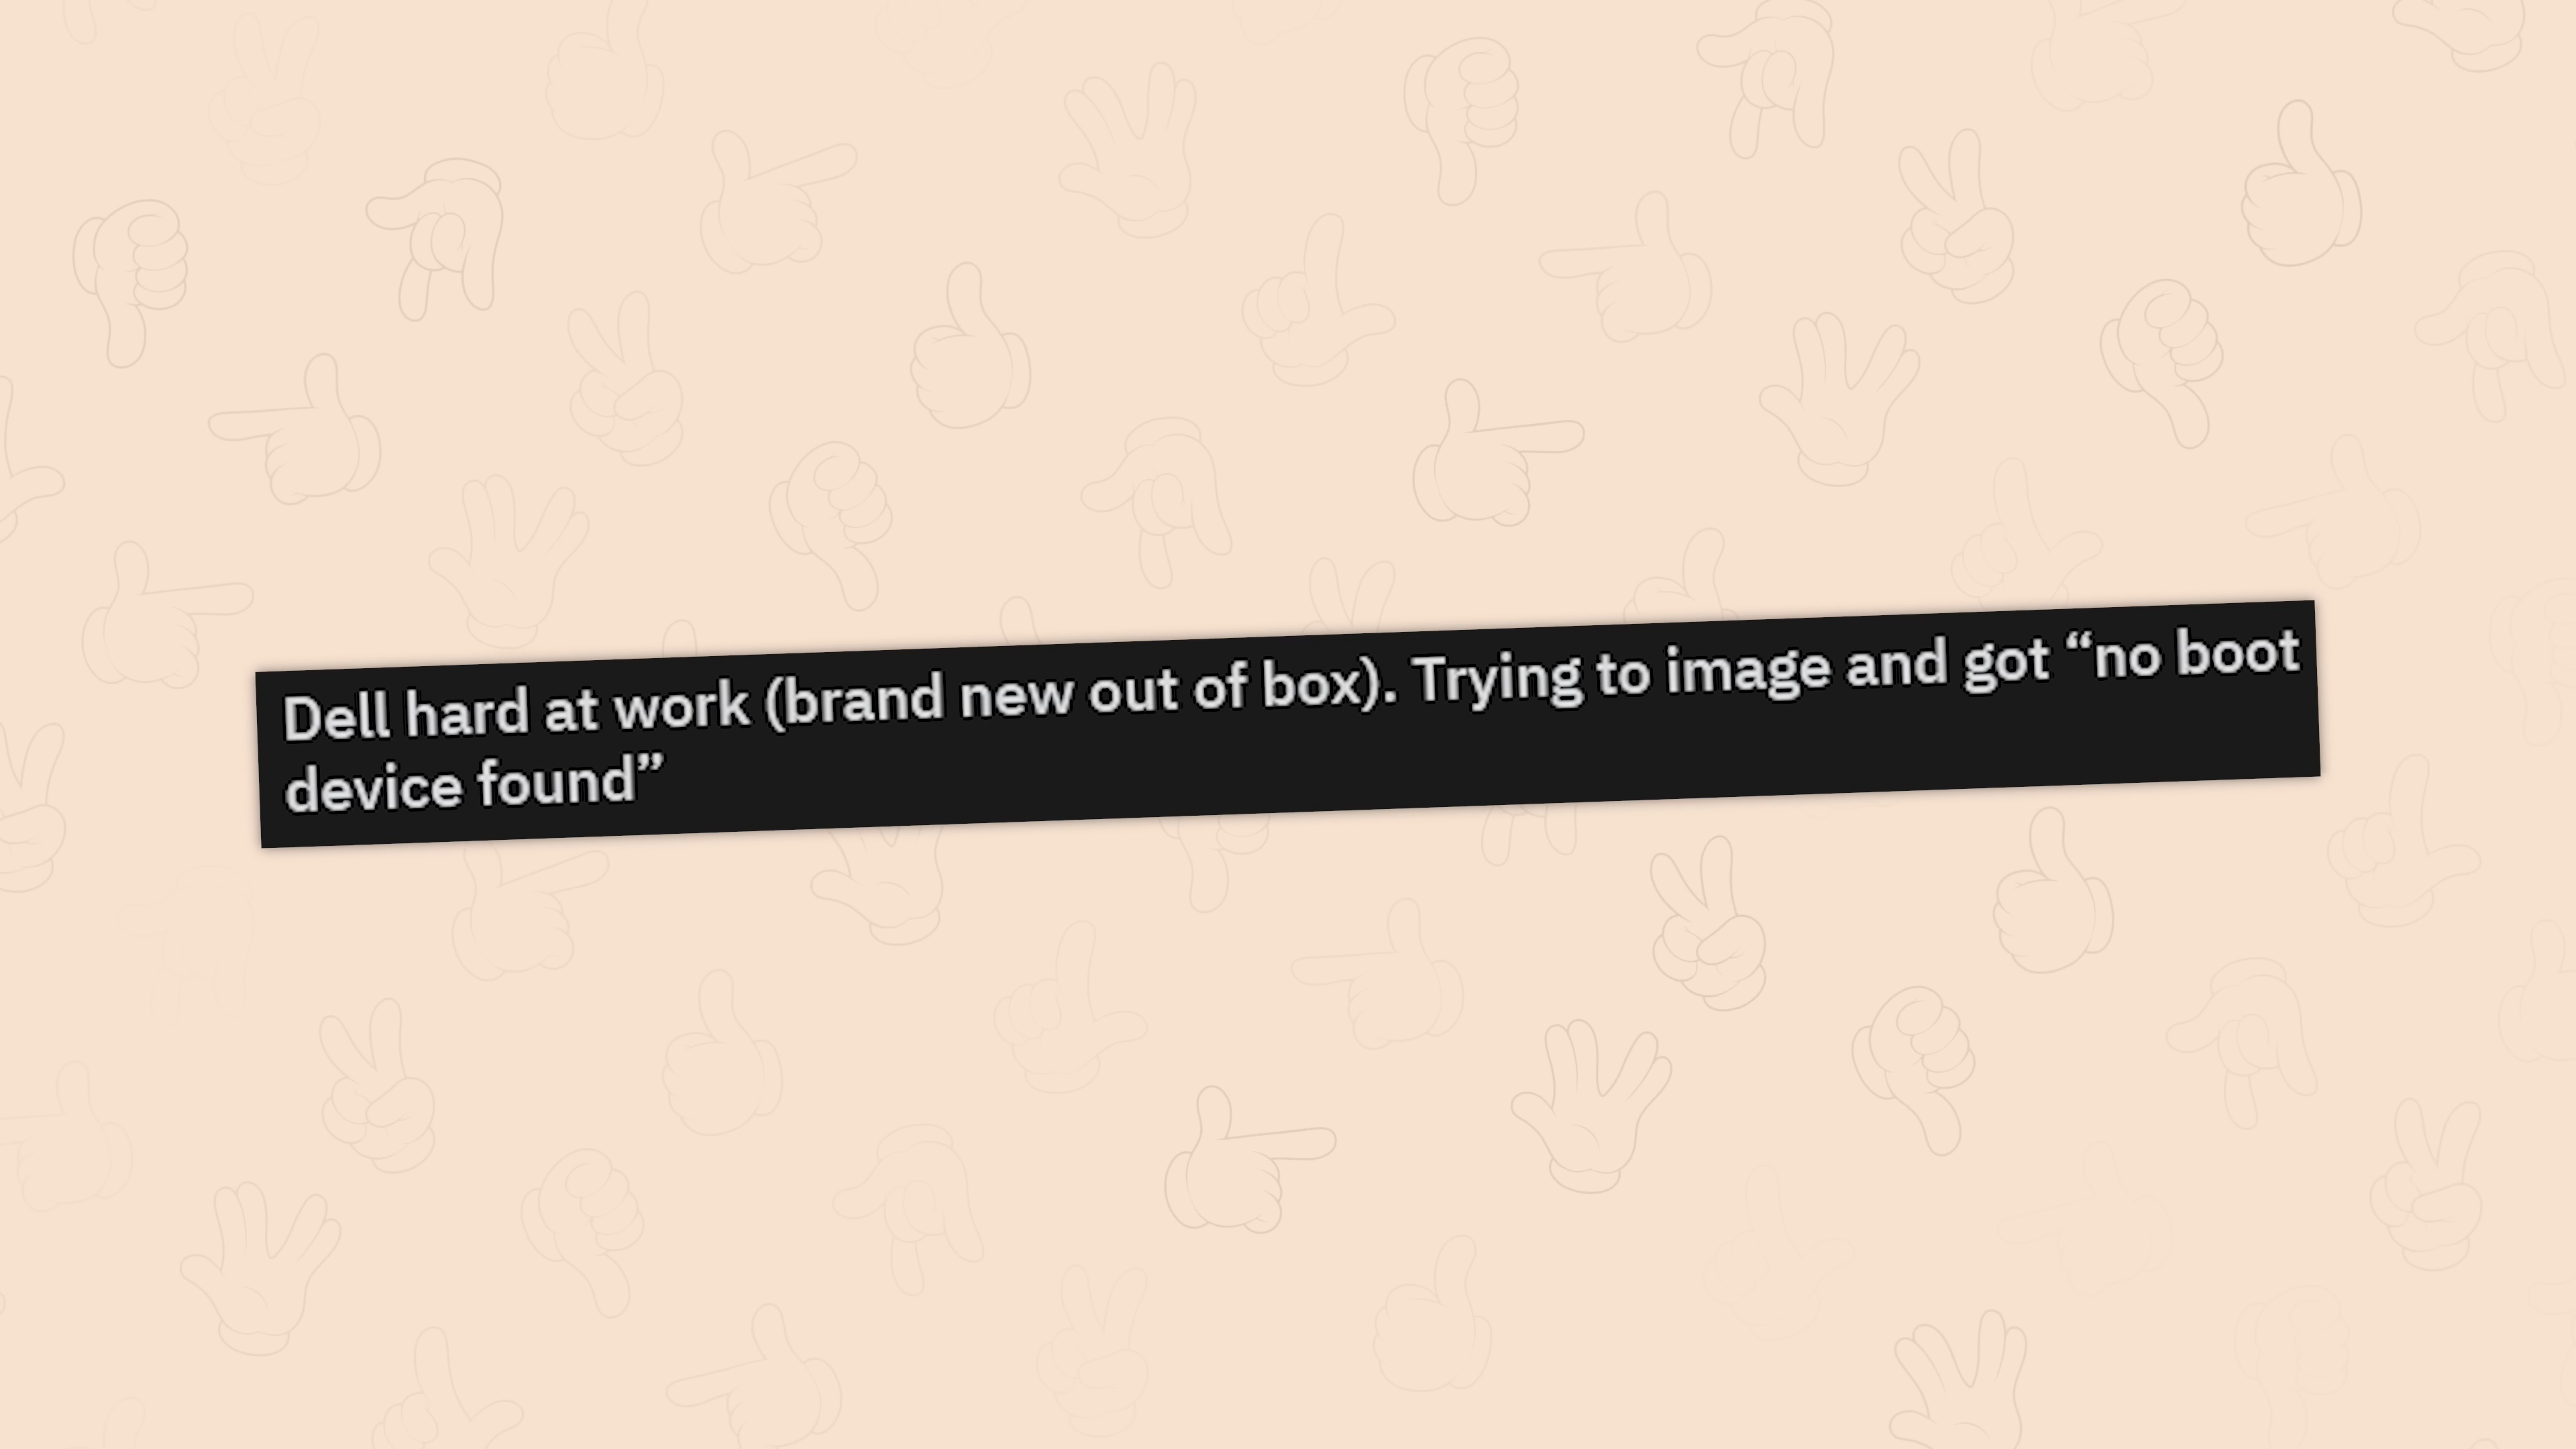 Dell hard at work (brand new out of box). Trying to image and got “no boot
device found”